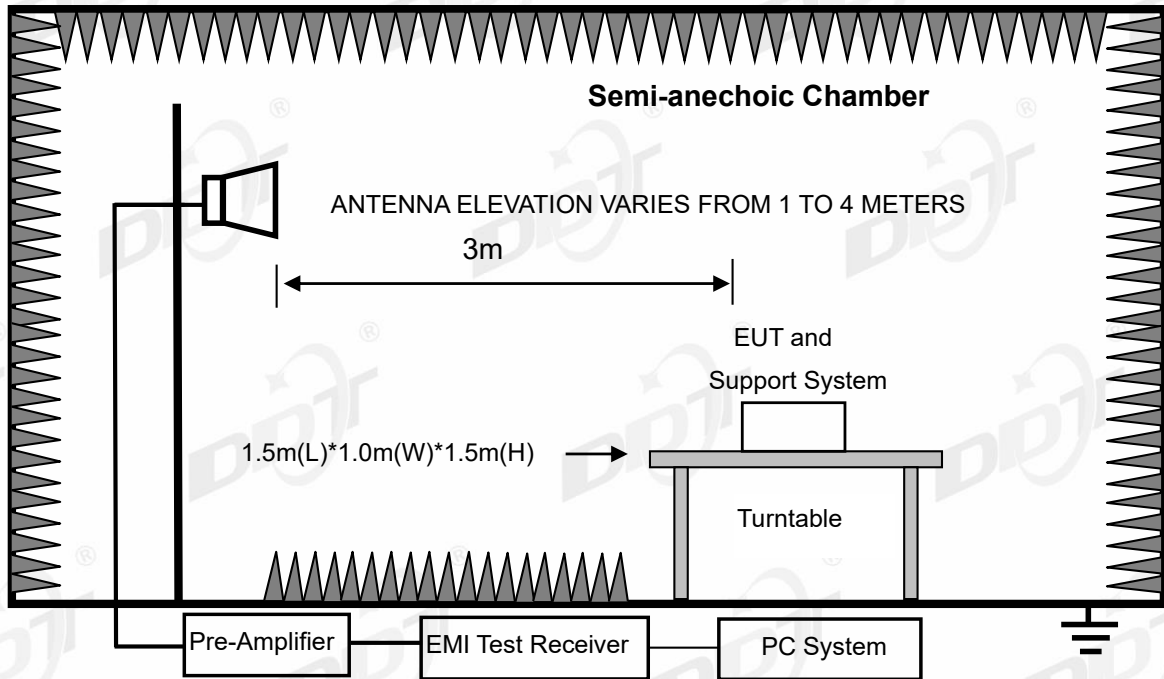 Semi-anechoic Chamber
ANTENNA ELEVATION VARIES FROM 1 TO 4 METERS
3m
EUT and
Support System
1.5m(L)*1.0m(W)*1.5m(H)
Turntable
Pre-Amplifier
EMI Test Receiver
PC System
DDT
®